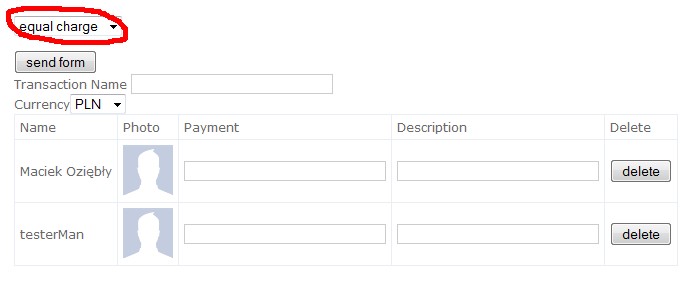 equal charge
send form
Transaction Name
Currency PLN
Name Photo Payment Description Delete
Maciek Oziębły delete
testerMan delete